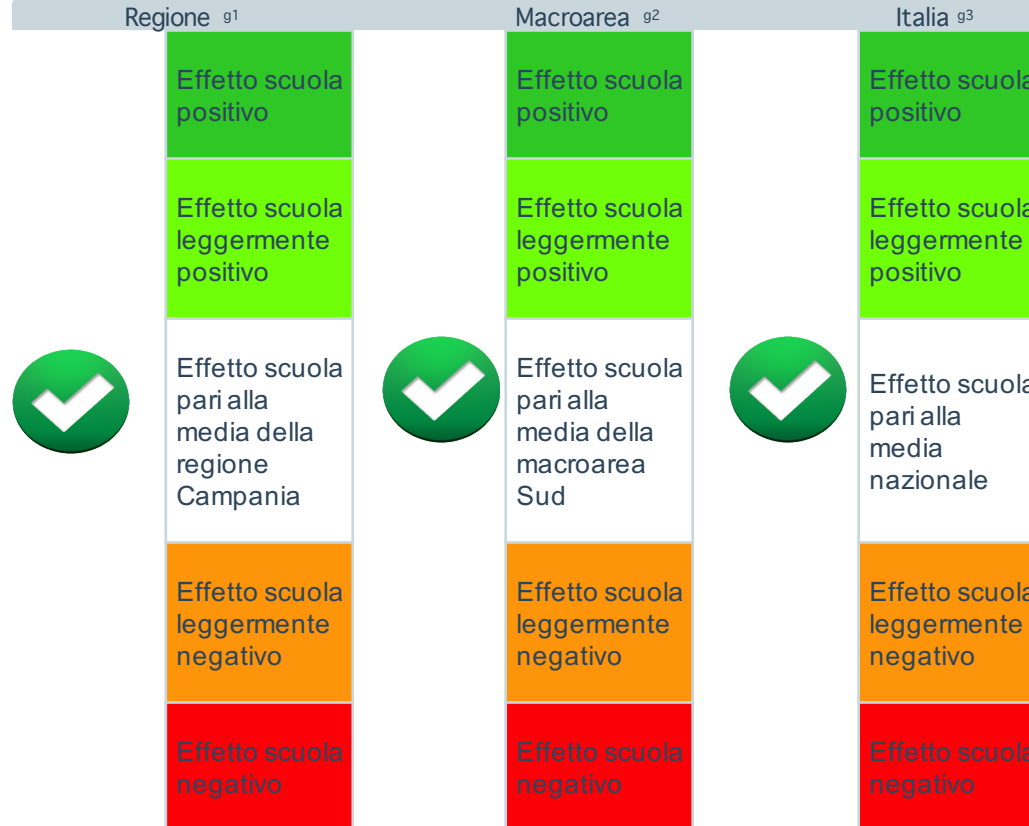 Regione g1
Macroarea g2
Italia g3
Effetto scuola
positivo
Effetto scuola
positivo
Effetto scuola
positivo
Effetto scuola
leggermente
positivo
Effetto scuola
leggermente
positivo
Effetto scuola
leggermente
positivo
Effetto scuola
pari alla
media della
regione
Campania
Effetto scuola
pari alla
media della
macroarea
Sud
Effetto scuola
pari alla
media
nazionale
Effetto scuola
leggermente
negativo
Effetto scuola
leggermente
negativo
Effetto scuola
leggermente
negativo
Effetto scuola
negativo
Effetto scuola
negativo
Effetto scuola
negativo